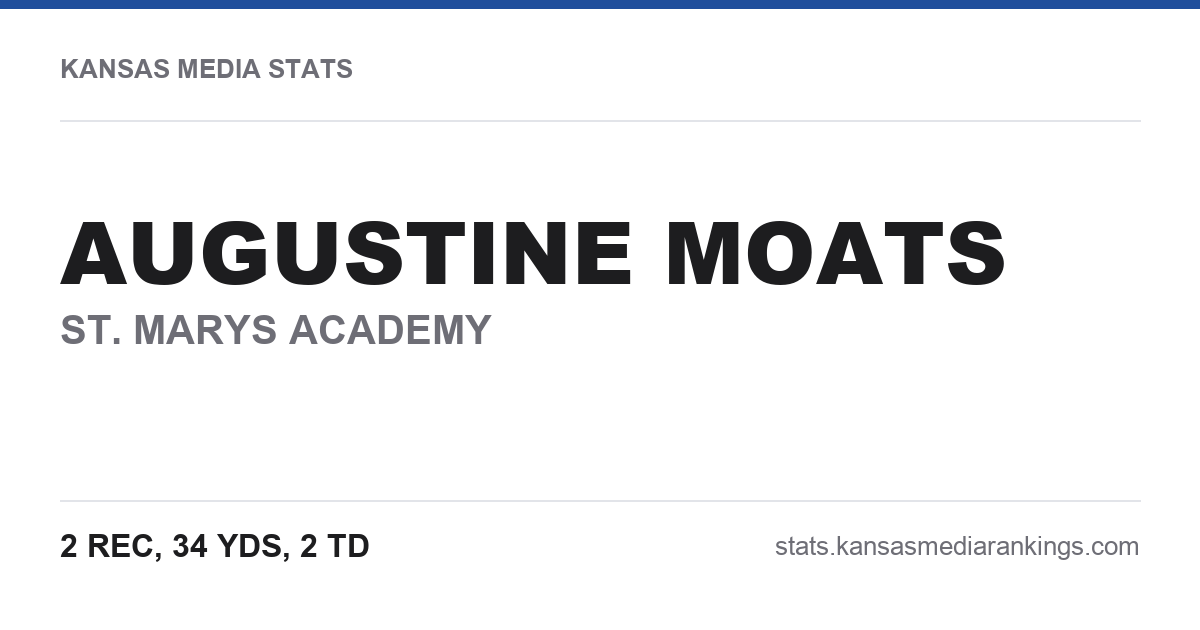 KANSAS MEDIA STATS
AUGUSTINE MOATS
ST. MARYS ACADEMY
2 REC, 34 YDS, 2 TD
stats.kansasmediarankings.com